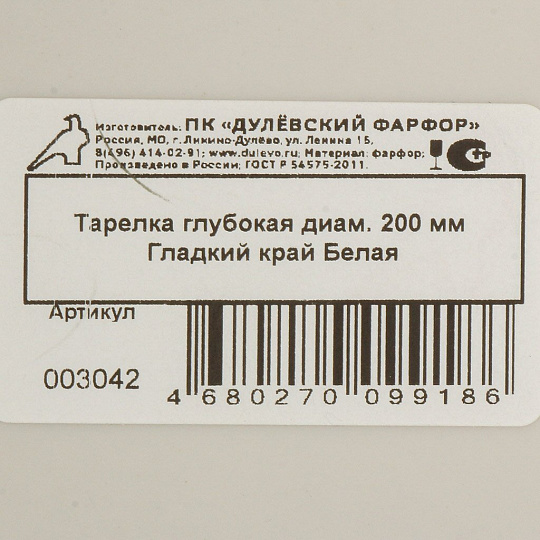 Изготовитель: ПК «ДУЛЁВСКИЙ ФАРФОР»
Россия, МО, г. Ликино-Дулёво, ул. Ленина 15,
8(496) 414-02-91; www.dulevo.ru; Материал: фарфор;
Произведено в России; ГОСТ Р 54575-2011.
Тарелка глубокая диам. 200 мм
Гладкий край Белая
Артикул
003042
4 680270 099186